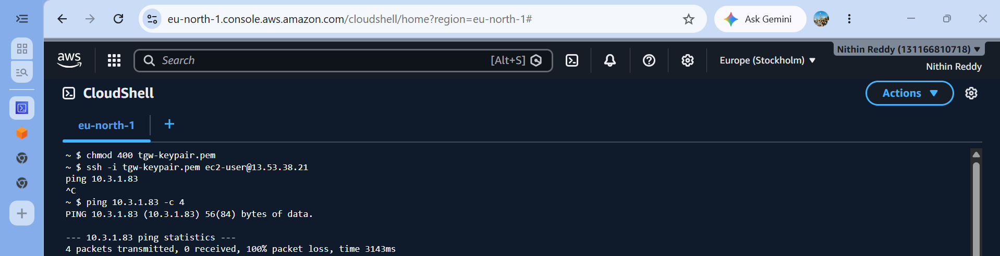 eu-north-1.console.aws.amazon.com/cloudshell/home?region=eu-north-1#
Ask Gemini
aws
Search
[Alt+S]
Europe (Stockholm)
Nithin Reddy (131166810718)
Nithin Reddy
CloudShell
Actions
eu-north-1
+
~ $ chmod 400 tgw-keypair.pem
~ $ ssh -i tgw-keypair.pem ec2-user@13.53.38.21
ping 10.3.1.83
^C
~ $ ping 10.3.1.83 -c 4
PING 10.3.1.83 (10.3.1.83) 56(84) bytes of data.
--- 10.3.1.83 ping statistics ---
4 packets transmitted, 0 received, 100% packet loss, time 3143ms